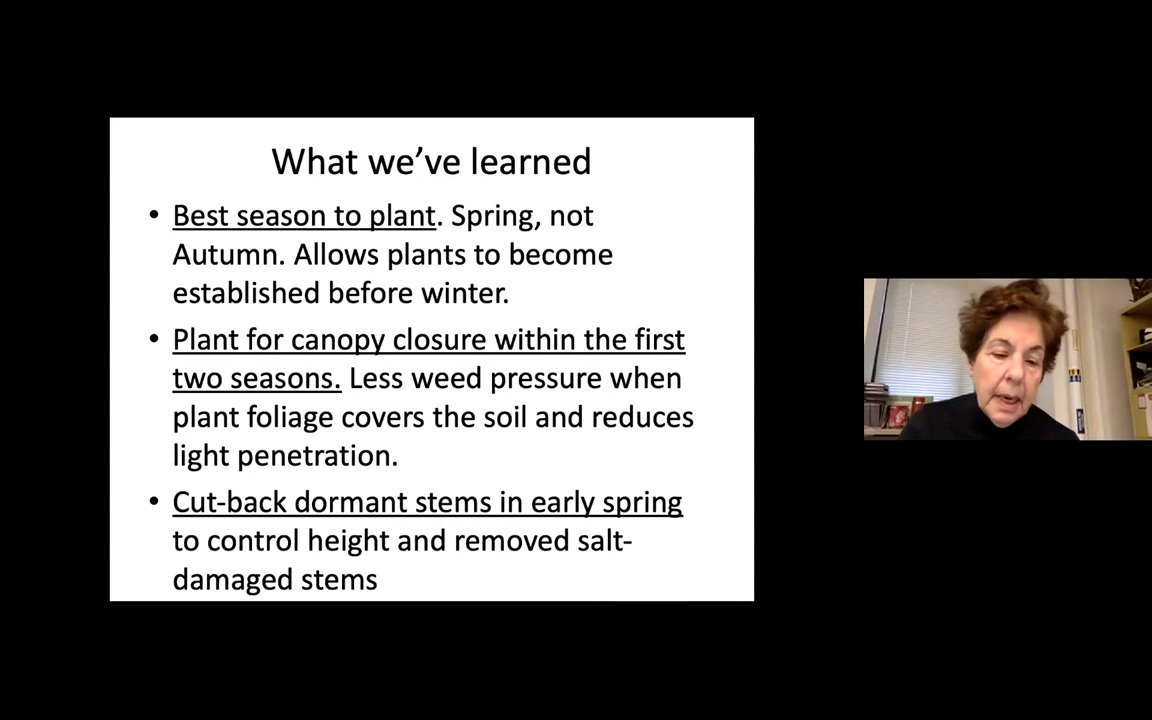 What we’ve learned
• Best season to plant. Spring, not
Autumn. Allows plants to become
established before winter.
• Plant for canopy closure within the first
two seasons. Less weed pressure when
plant foliage covers the soil and reduces
light penetration.
• Cut-back dormant stems in early spring
to control height and removed salt-
damaged stems